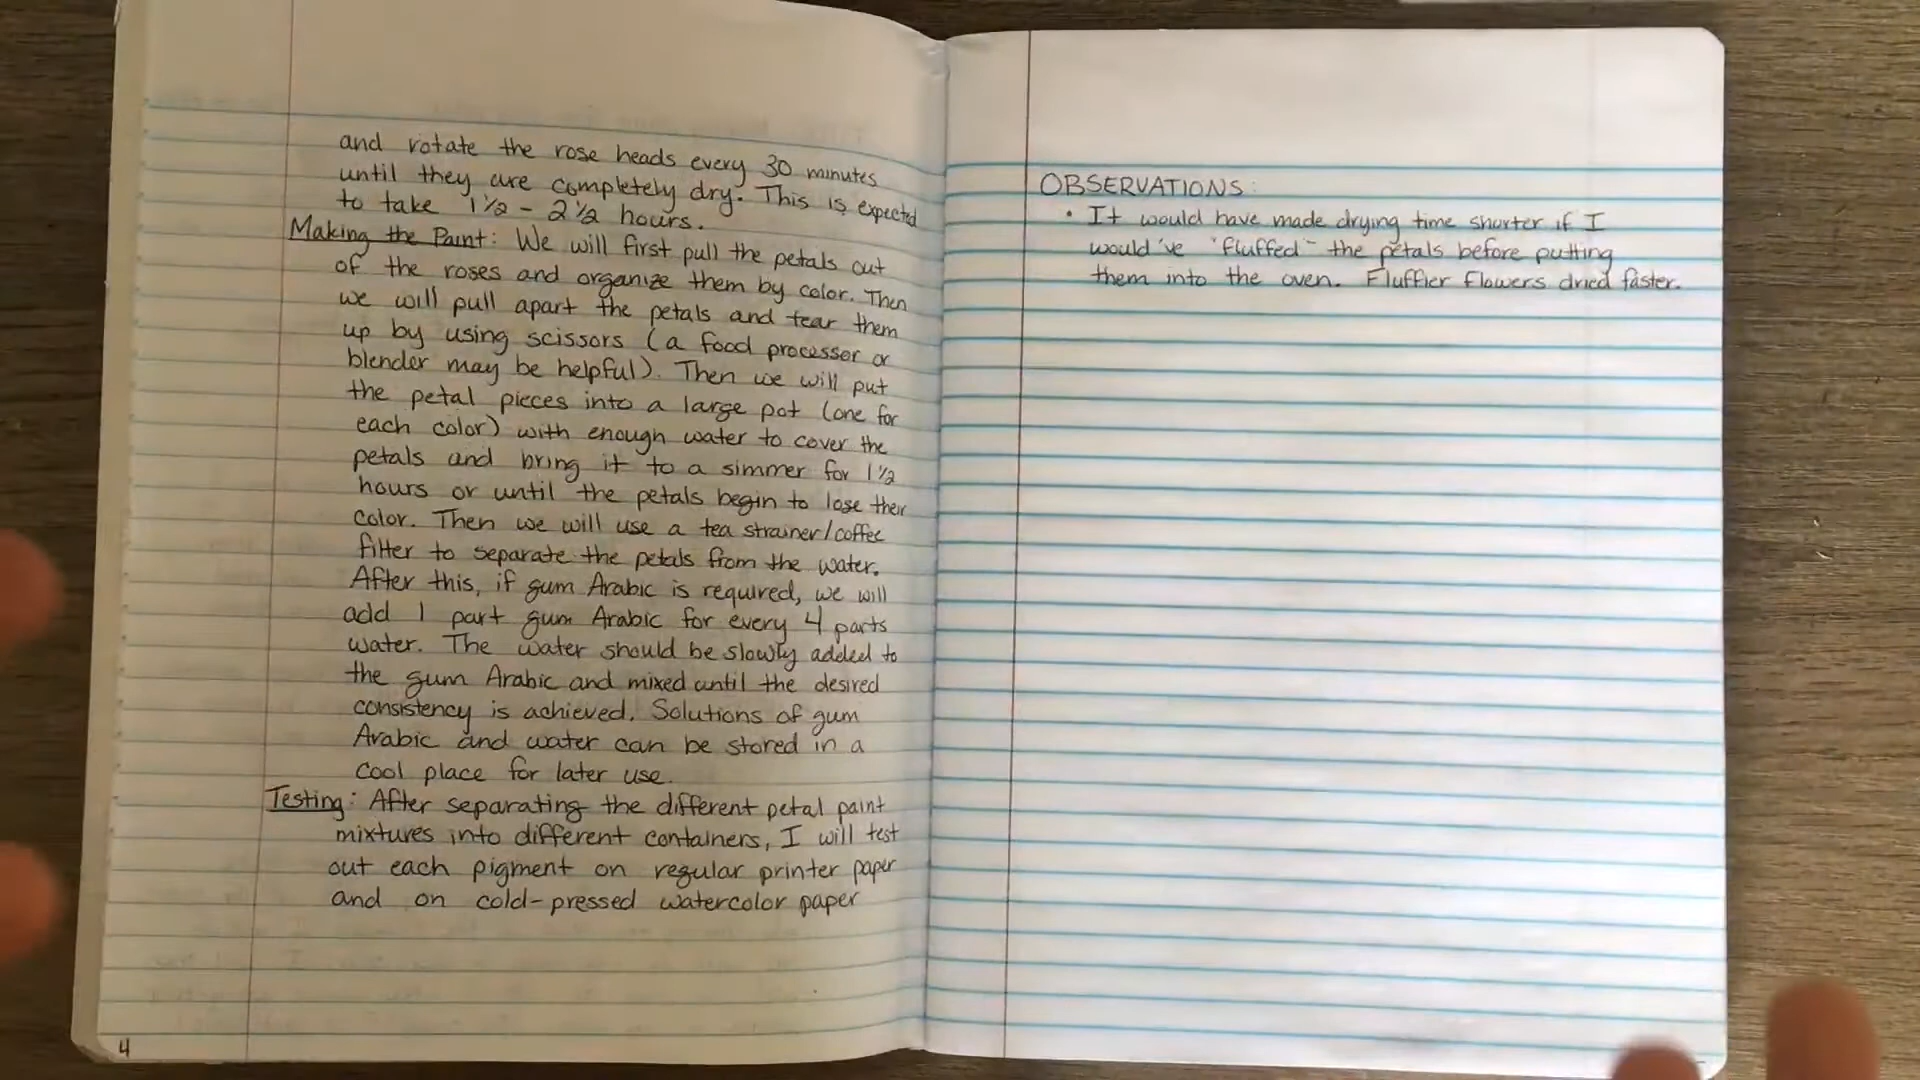 and rotate the rose heads every 30 minutes
until they are completely dry. This is expected
to take 1 1/2 - 2 1/2 hours.
Making the Paint: We will first pull the petals out
of the roses and organize them by color. Then
we will pull apart the petals and tear them
up by using scissors (a food processor or
blender may be helpful). Then we will put
the petal pieces into a large pot (one for
each color) with enough water to cover the
petals and bring it to a simmer for 1 1/2
hours or until the petals begin to lose their
color. Then we will use a tea strainer/coffee
filter to separate the petals from the water.
After this, if gum Arabic is required, we will
add 1 part gum Arabic for every 4 parts
water. The water should be slowly added to
the gum Arabic and mixed until the desired
consistency is achieved. Solutions of gum
Arabic and water can be stored in a
cool place for later use.
Testing: After separating the different petal paint
mixtures into different containers, I will test
out each pigment on regular printer paper
and on cold-pressed watercolor paper
4
OBSERVATIONS:
• It would have made drying time shorter if I
would've "fluffed" the petals before putting
them into the oven. Fluffier flowers dried faster.